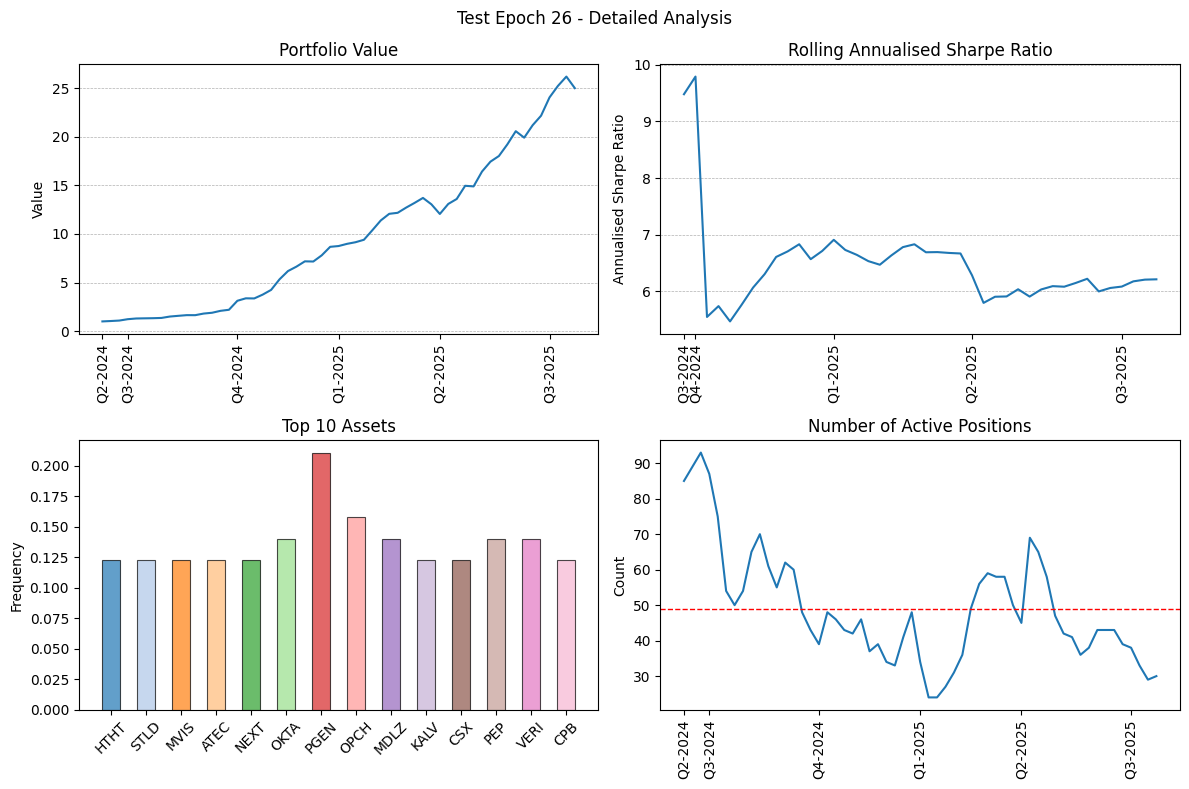 Test Epoch 26 - Detailed Analysis
Portfolio Value
Value
25
20
15
10
5
0
Q2-2024
Q3-2024
Q4-2024
Q1-2025
Q2-2025
Q3-2025
Rolling Annualised Sharpe Ratio
Annualised Sharpe Ratio
10
9
8
7
6
Q3-2024
Q4-2024
Q1-2025
Q2-2025
Q3-2025
Top 10 Assets
Frequency
0.200
0.175
0.150
0.125
0.100
0.075
0.050
0.025
0.000
HTHT
STLD
MVIS
ATEC
NEXT
OKTA
PGEN
OPCH
MDLZ
KALV
CSX
PEP
VERI
CPB
Number of Active Positions
Count
90
80
70
60
50
40
30
Q2-2024
Q3-2024
Q4-2024
Q1-2025
Q2-2025
Q3-2025